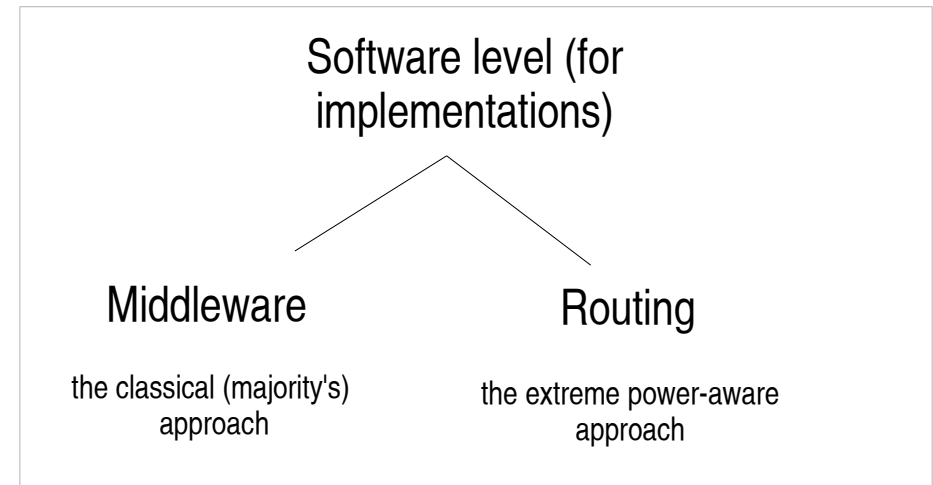 Software level (for
implementations)
Middleware
Routing
the classical (majority's)
approach
the extreme power-aware
approach